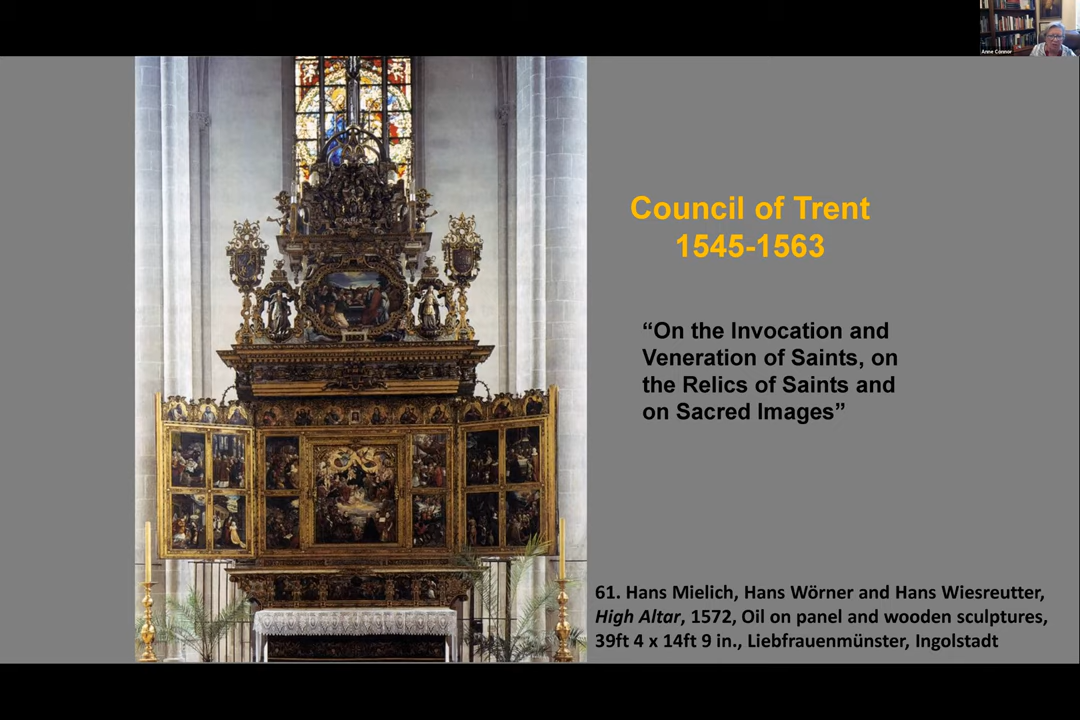 Anne Connor
Council of Trent
1545-1563
“On the Invocation and
Veneration of Saints, on
the Relics of Saints and
on Sacred Images”
61. Hans Mielich, Hans Wörner and Hans Wiesreutter,
High Altar, 1572, Oil on panel and wooden sculptures,
39ft 4 x 14ft 9 in., Liebfrauenmünster, Ingolstadt